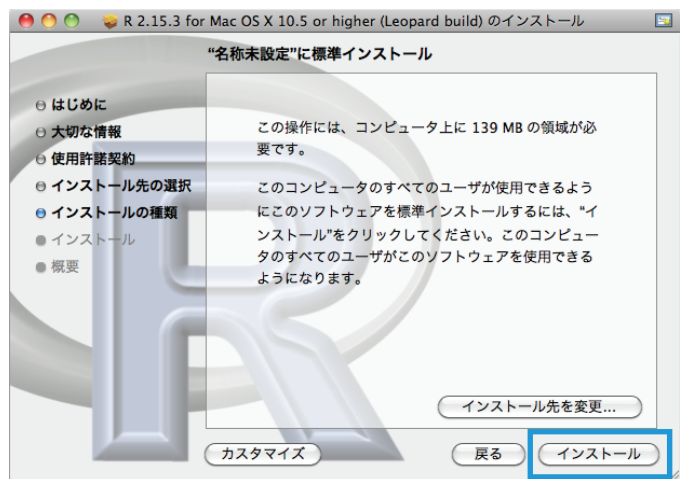 R 2.15.3 for Mac OS X 10.5 or higher (Leopard build) のインストール
“名称未設定”に標準インストール
はじめに
大切な情報
使用許諾契約
インストール先の選択
インストールの種類
インストール
概要
この操作には、コンピュータ上に 139 MB の領域が必
要です。
このコンピュータのすべてのユーザが使用できるよう
にこのソフトウェアを標準インストールするには、“イ
ンストール”をクリックしてください。このコンピュー
タのすべてのユーザがこのソフトウェアを使用できる
ようになります。
インストール先を変更...
カスタマイズ
戻る
インストール
R